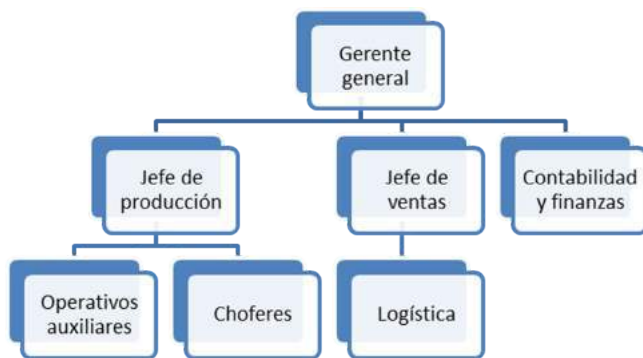 Gerente
general
Jefe de
producción
Jefe de
ventas
Contabilidad
y finanzas
Operativos
auxiliares
Choferes
Logística